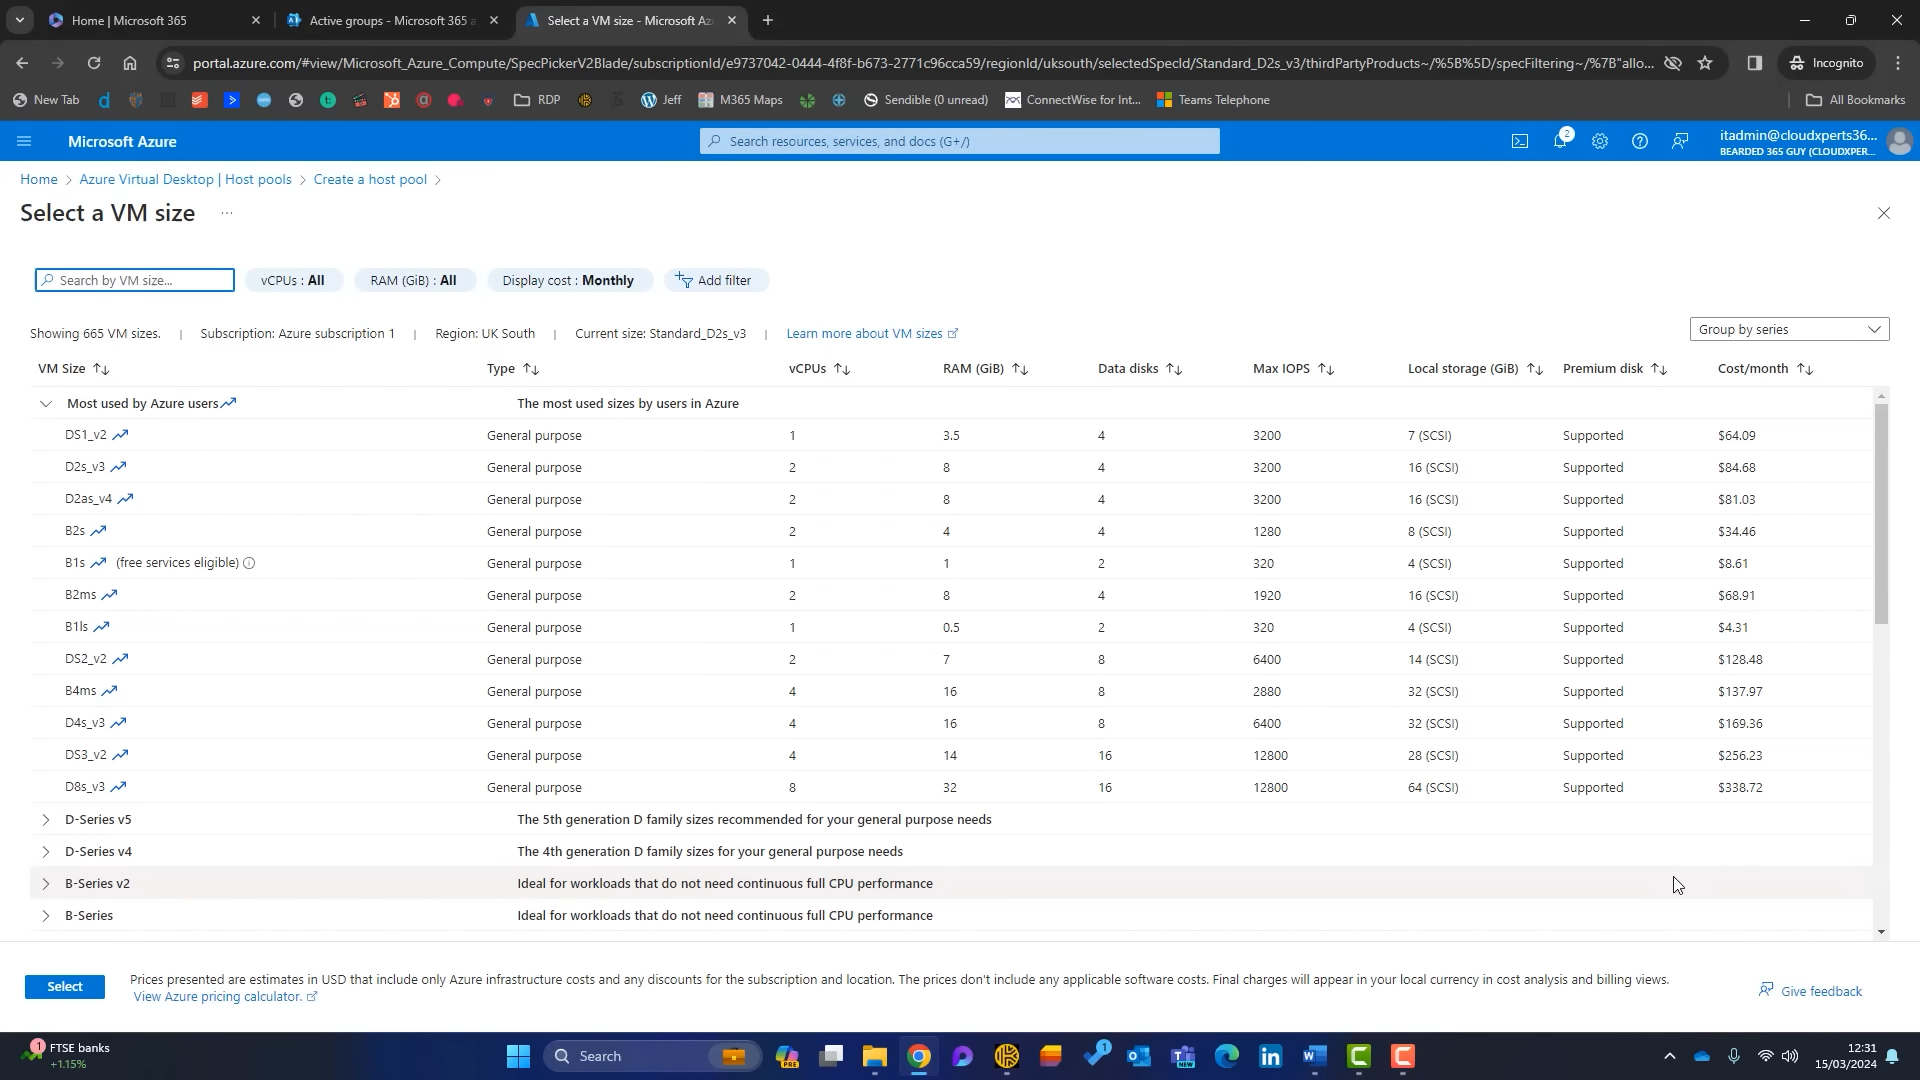 Home | Microsoft 365
Active groups - Microsoft 365 a
Select a VM size - Microsoft Az
portal.azure.com/#view/Microsoft_Azure_Compute/SpecPickerV2Blade/subscriptionId/e9737042-0444-4f8f-b673-2771c96cca59/regionId/uksouth/selectedSpecId/Standard_D2s_v3/thirdPartyProducts~/%5B%5D/specFiltering~/%7B"allo...
Incognito
New Tab
RDP
Jeff
M365 Maps
Sendible (0 unread)
ConnectWise for Int...
Teams Telephone
All Bookmarks
Microsoft Azure
Search resources, services, and docs (G+/)
2
itadmin@cloudxperts36...
BEARDED 365 GUY (CLOUDXPER...
Home > Azure Virtual Desktop | Host pools > Create a host pool >
Select a VM size ...
Search by VM size...
vCPUs : All
RAM (GiB) : All
Display cost : Monthly
Add filter
Showing 665 VM sizes. | Subscription: Azure subscription 1 | Region: UK South | Current size: Standard_D2s_v3 | Learn more about VM sizes
Group by series
VM Size Type vCPUs RAM (GiB) Data disks Max IOPS Local storage (GiB) Premium disk Cost/month
Most used by Azure users The most used sizes by users in Azure
DS1_v2 General purpose 1 3.5 4 3200 7 (SCSI) Supported $64.09
D2s_v3 General purpose 2 8 4 3200 16 (SCSI) Supported $84.68
D2as_v4 General purpose 2 8 4 3200 16 (SCSI) Supported $81.03
B2s General purpose 2 4 4 1280 8 (SCSI) Supported $34.46
B1s (free services eligible) General purpose 1 1 2 320 4 (SCSI) Supported $8.61
B2ms General purpose 2 8 4 1920 16 (SCSI) Supported $68.91
B1ls General purpose 1 0.5 2 320 4 (SCSI) Supported $4.31
DS2_v2 General purpose 2 7 8 6400 14 (SCSI) Supported $128.48
B4ms General purpose 4 16 8 2880 32 (SCSI) Supported $137.97
D4s_v3 General purpose 4 16 8 6400 32 (SCSI) Supported $169.36
DS3_v2 General purpose 4 14 16 12800 28 (SCSI) Supported $256.23
D8s_v3 General purpose 8 32 16 12800 64 (SCSI) Supported $338.72
D-Series v5 The 5th generation D family sizes recommended for your general purpose needs
D-Series v4 The 4th generation D family sizes for your general purpose needs
B-Series v2 Ideal for workloads that do not need continuous full CPU performance
B-Series Ideal for workloads that do not need continuous full CPU performance
Select
Prices presented are estimates in USD that include only Azure infrastructure costs and any discounts for the subscription and location. The prices don't include any applicable software costs. Final charges will appear in your local currency in cost analysis and billing views.
View Azure pricing calculator.
Give feedback
1
FTSE banks
+1.15%
Search
PRE
1
NEW
12:31
15/03/2024